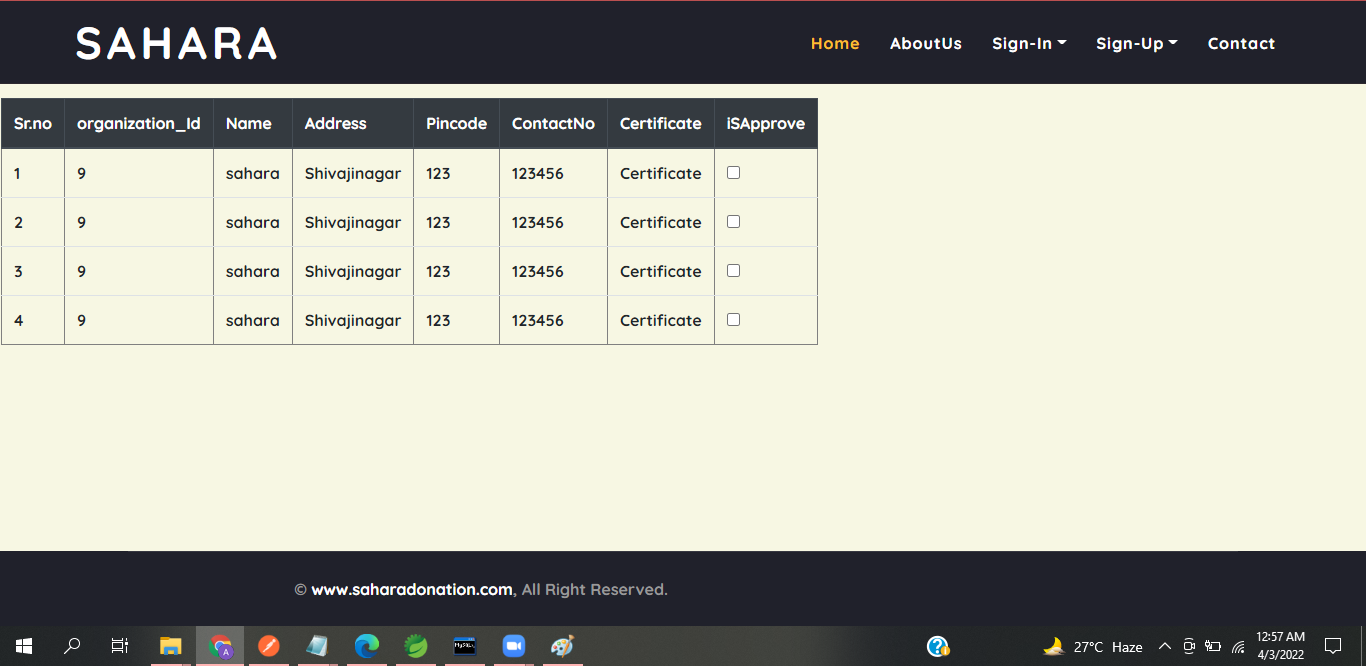 SAHARA
Home AboutUs Sign-In Sign-Up Contact
Sr.no organization_Id Name Address Pincode ContactNo Certificate iSApprove
1 9 sahara Shivajinagar 123 123456 Certificate
2 9 sahara Shivajinagar 123 123456 Certificate
3 9 sahara Shivajinagar 123 123456 Certificate
4 9 sahara Shivajinagar 123 123456 Certificate
© www.saharadonation.com, All Right Reserved.
27°C Haze
12:57 AM
4/3/2022